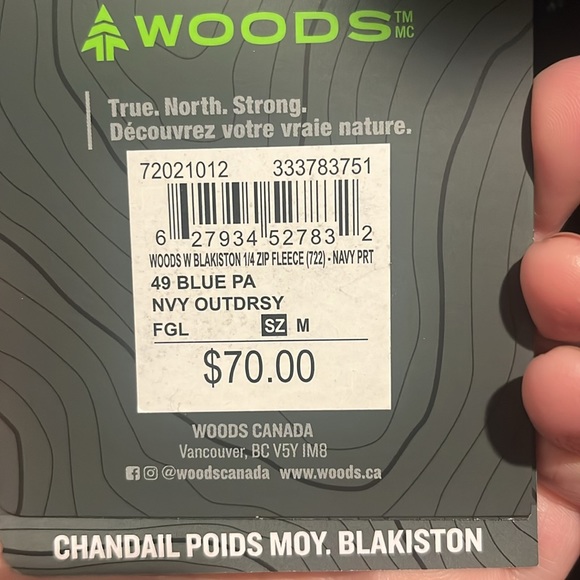 WOODS TM
MC
True. North. Strong.
Découvrez votre vraie nature.
72021012 333783751
6 27934 52783 2
WOODS W BLAKISTON 1/4 ZIP FLEECE (722) - NAVY PRT
49 BLUE PA
NVY OUTDRSY
FGL SZ M
$70.00
WOODS CANADA
Vancouver, BC V5Y 1M8
@woodscanada www.woods.ca
CHANDAIL POIDS MOY. BLAKISTON